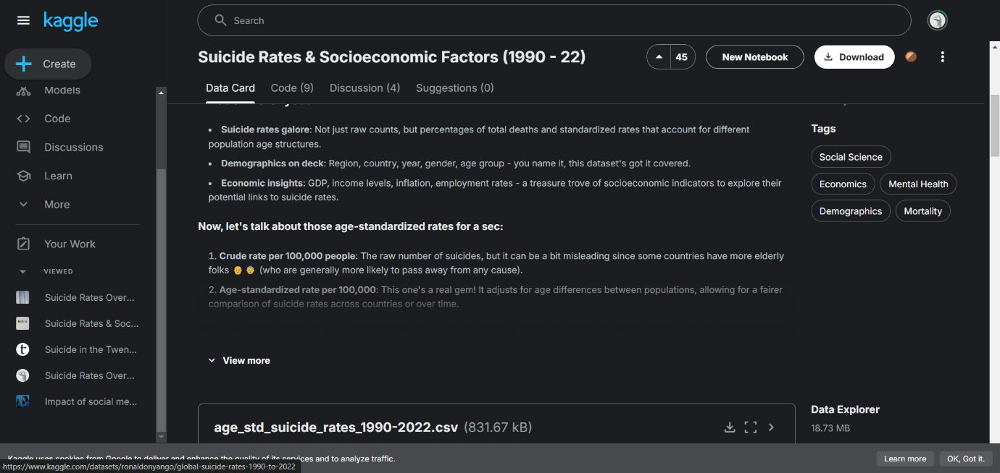 kaggle
Search
Create
Models
Code
Discussions
Learn
More
Your Work
VIEWED
Suicide Rates Over...
Suicide Rates & Soc...
Suicide in the Twen...
Suicide Rates Over...
Impact of social me...
Suicide Rates & Socioeconomic Factors (1990 - 22)
45
New Notebook
Download
Data Card
Code (9)
Discussion (4)
Suggestions (0)
• Suicide rates galore: Not just raw counts, but percentages of total deaths and standardized rates that account for different
population age structures.
• Demographics on deck: Region, country, year, gender, age group - you name it, this dataset's got it covered.
• Economic insights: GDP, income levels, inflation, employment rates - a treasure trove of socioeconomic indicators to explore their
potential links to suicide rates.
Now, let's talk about those age-standardized rates for a sec:
1. Crude rate per 100,000 people: The raw number of suicides, but it can be a bit misleading since some countries have more elderly
folks 👴 👵 (who are generally more likely to pass away from any cause).
2. Age-standardized rate per 100,000: This one's a real gem! It adjusts for age differences between populations, allowing for a fairer
comparison of suicide rates across countries or over time.
View more
Tags
Social Science
Economics
Mental Health
Demographics
Mortality
age_std_suicide_rates_1990-2022.csv (831.67 kB)
Data Explorer
18.73 MB
Kaggle uses cookies from Google to deliver and enhance the quality of its services and to analyze traffic.
Learn more
OK, Got it.
https://www.kaggle.com/datasets/ronaldonyango/global-suicide-rates-1990-to-2022